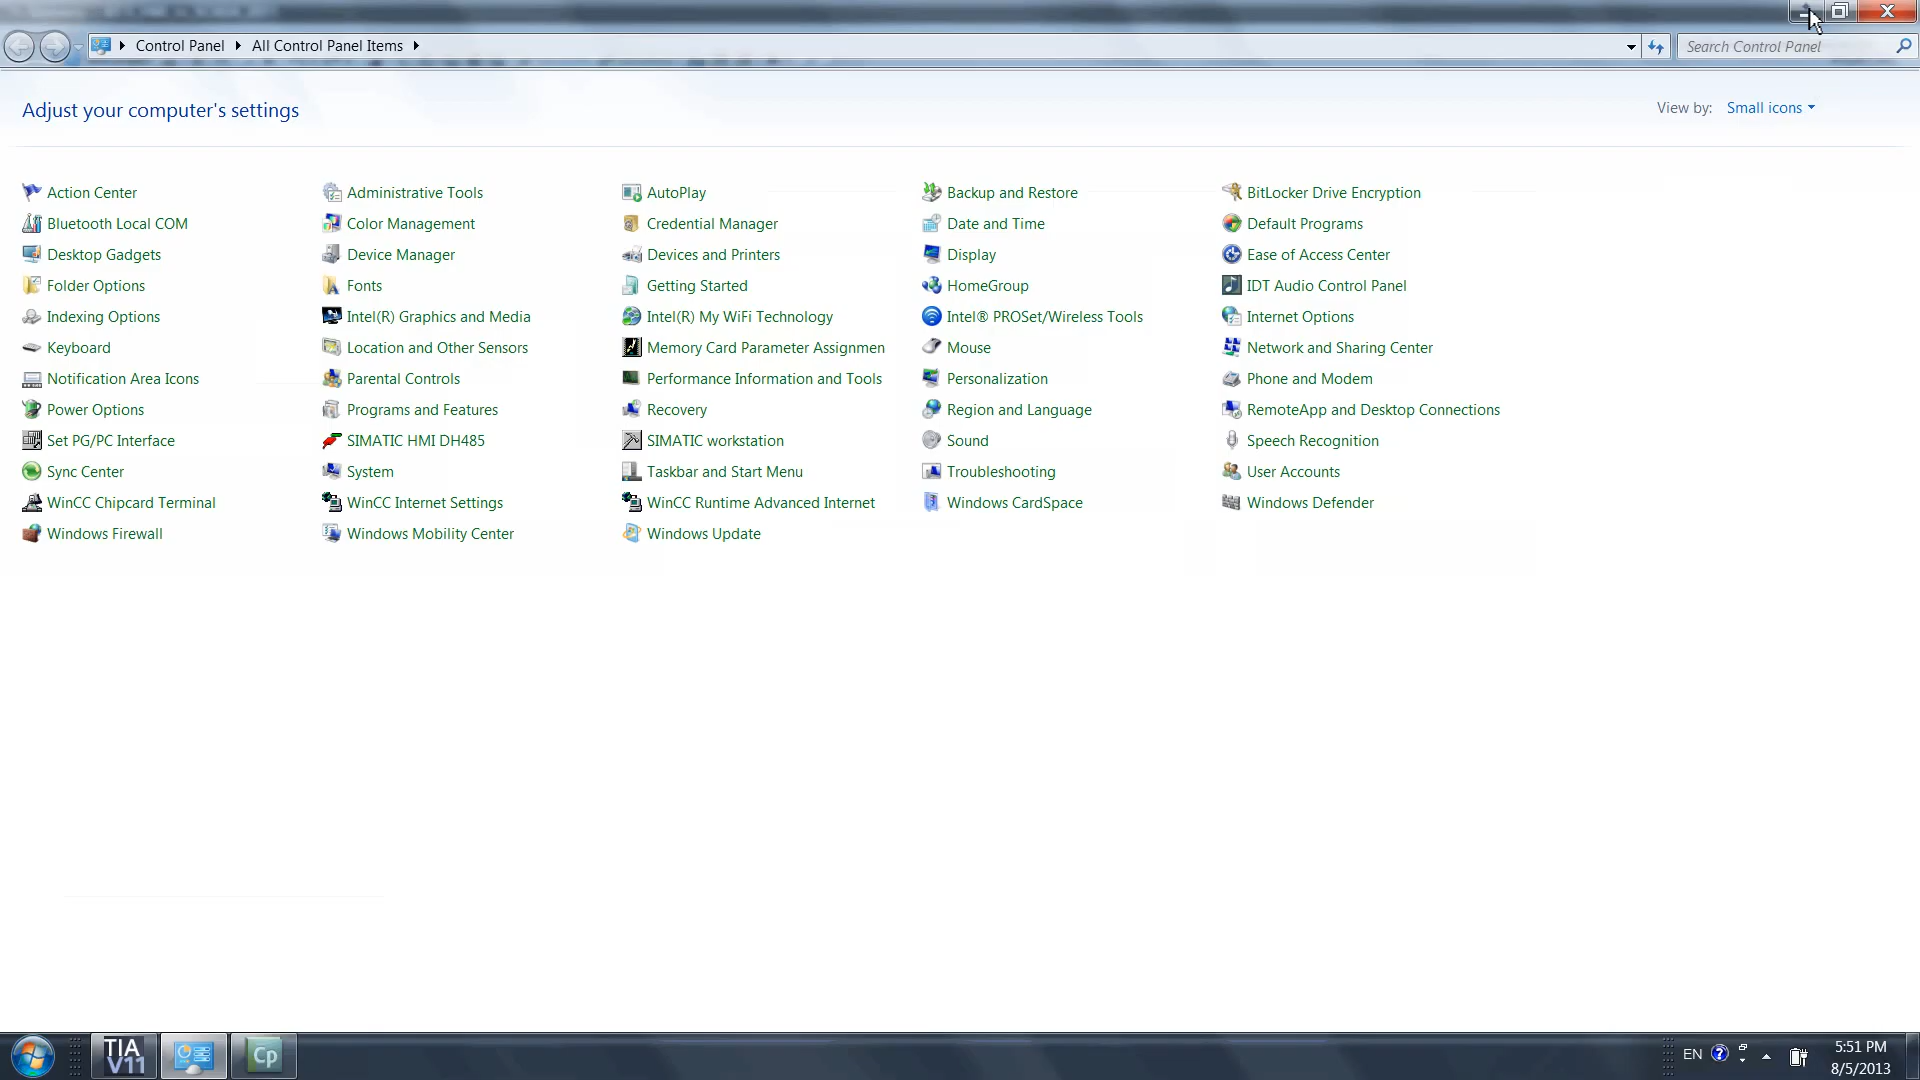 Control Panel All Control Panel Items Search Control Panel
Adjust your computer's settings
View by: Small icons
Action Center Administrative Tools AutoPlay Backup and Restore BitLocker Drive Encryption
Bluetooth Local COM Color Management Credential Manager Date and Time Default Programs
Desktop Gadgets Device Manager Devices and Printers Display Ease of Access Center
Folder Options Fonts Getting Started HomeGroup IDT Audio Control Panel
Indexing Options Intel(R) Graphics and Media Intel(R) My WiFi Technology Intel® PROSet/Wireless Tools Internet Options
Keyboard Location and Other Sensors Memory Card Parameter Assignmen Mouse Network and Sharing Center
Notification Area Icons Parental Controls Performance Information and Tools Personalization Phone and Modem
Power Options Programs and Features Recovery Region and Language RemoteApp and Desktop Connections
Set PG/PC Interface SIMATIC HMI DH485 SIMATIC workstation Sound Speech Recognition
Sync Center System Taskbar and Start Menu Troubleshooting User Accounts
WinCC Chipcard Terminal WinCC Internet Settings WinCC Runtime Advanced Internet Windows CardSpace Windows Defender
Windows Firewall Windows Mobility Center Windows Update
TIA V11 Cp EN 5:51 PM
8/5/2013